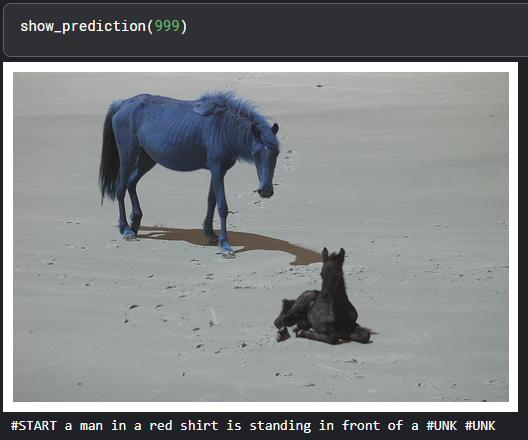 show_prediction(999)
#START a man in a red shirt is standing in front of a #UNK #UNK